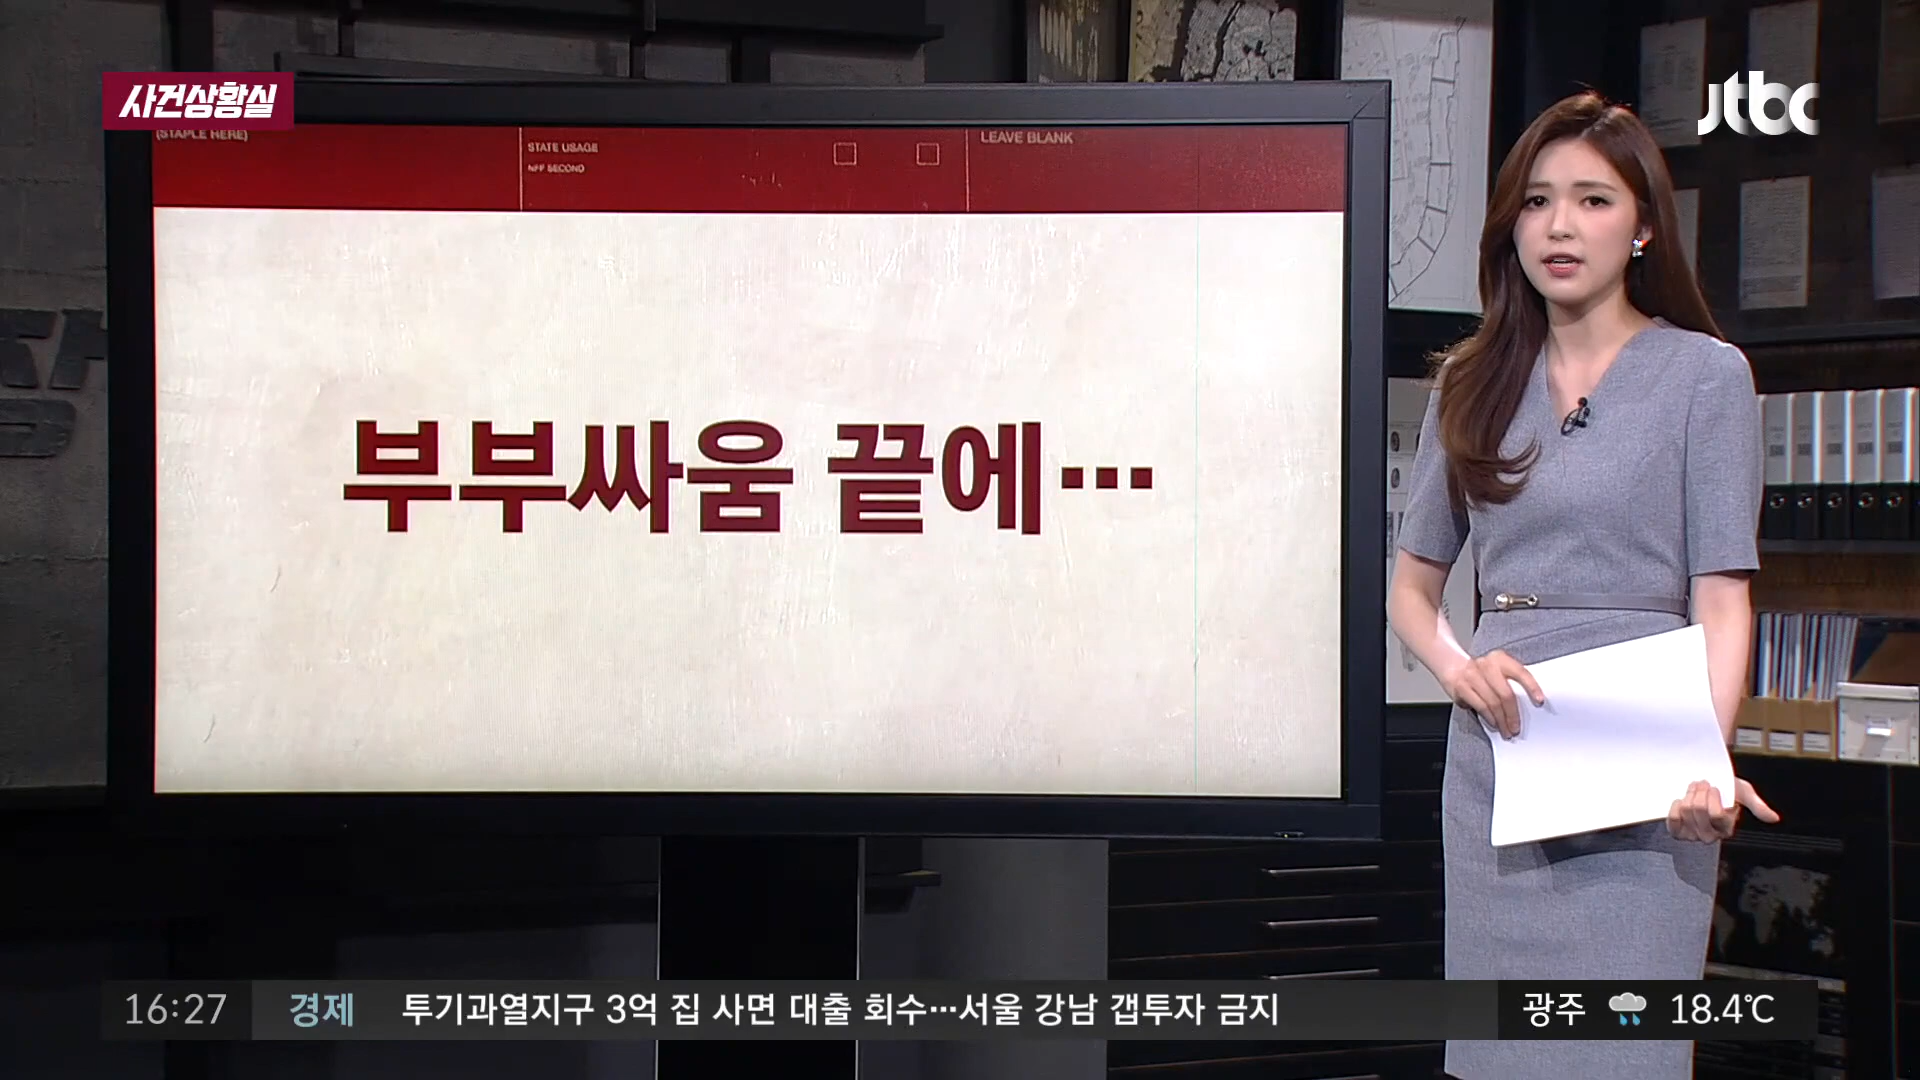 사건상황실
jtbc
(STAPLE HERE)
STATE USAGE
NFF SECOND
LEAVE BLANK
부부싸움 끝에…
16:27 경제 투기과열지구 3억 집 사면 대출 회수…서울 강남 갭투자 금지 광주 18.4℃